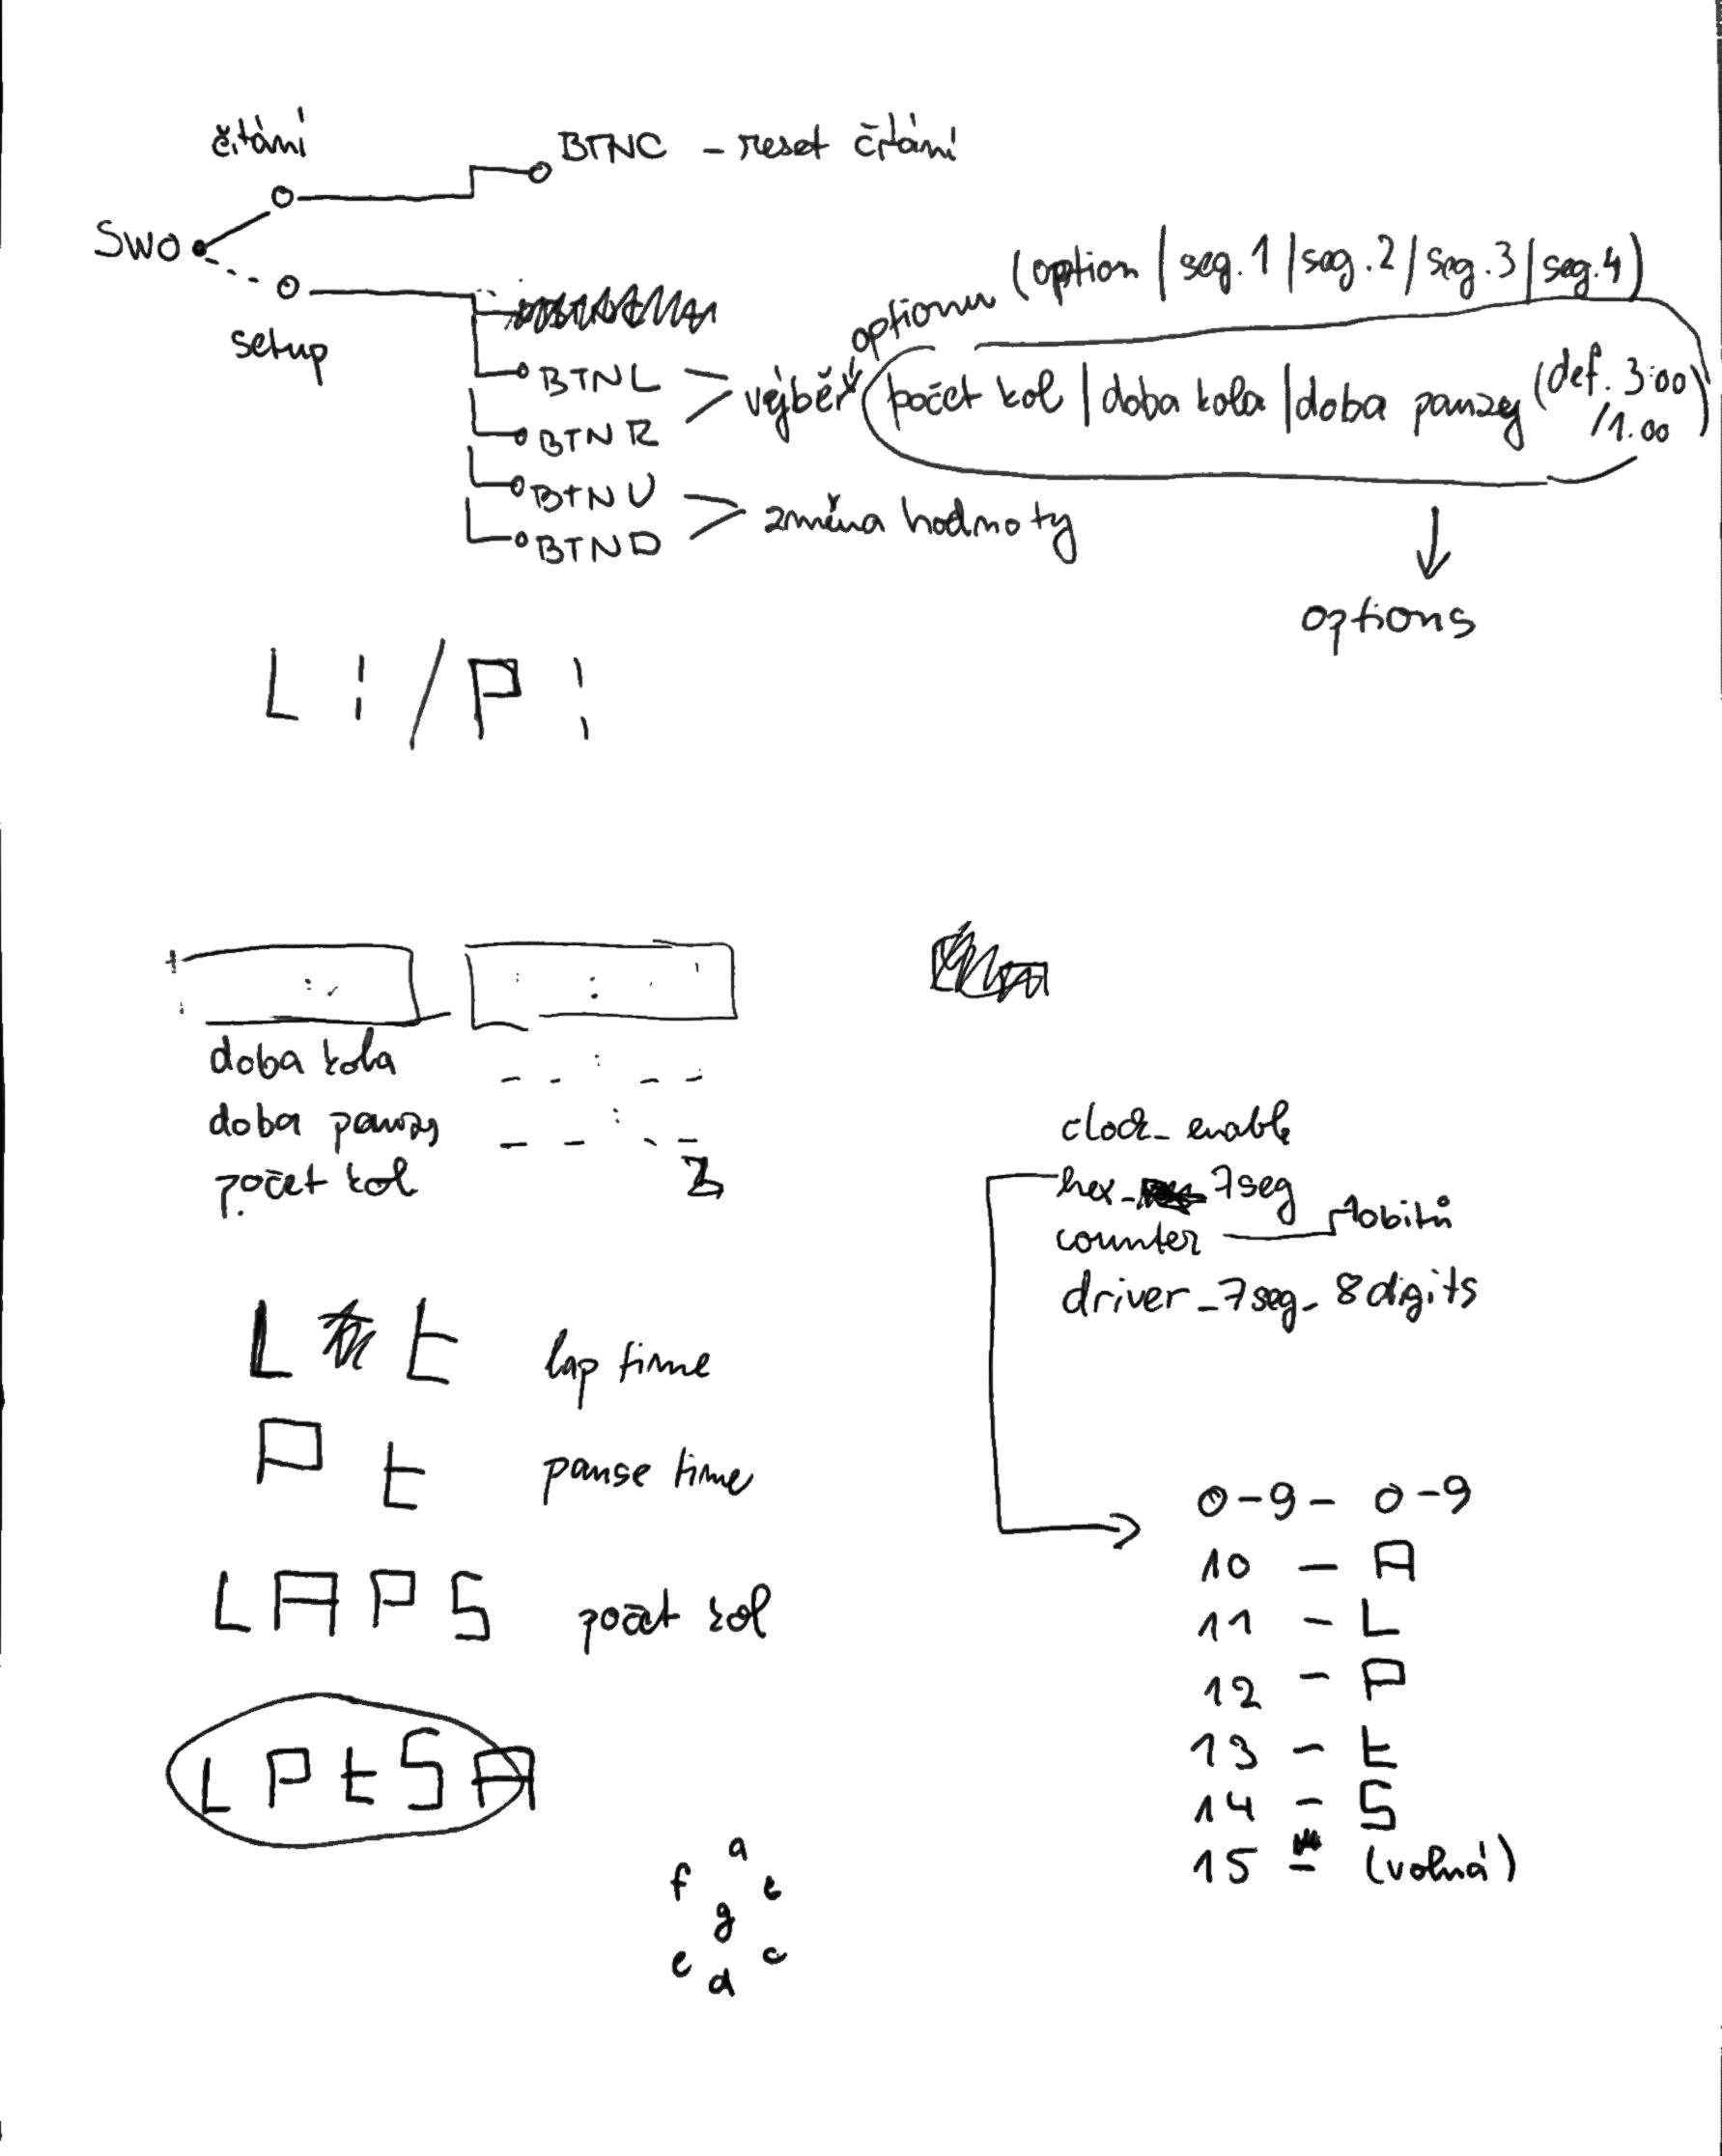 čítání
BTNC - reset čítání
SW0
setup
(option | seg.1 | seg.2 / seg.3 | seg.4)
optionu
BTNL
BTNR
výběr
počet kol | doba kola | doba pauzy (def. 3:00
/1.00)
BTNU
BTND
změna hodnoty
options
L : / P :
doba kola _ _ : _ _
doba pauzy _ _ : _ _
počet kol
clock_enable
hex_7seg
counter
driver_7seg_8digits
L t lap time
P t pause time
LAPS počet kol
LPtSA
0-9 - 0-9
10 - A
11 - L
12 - P
13 - t
14 - S
15 - (volná)
a
f
g
e
c
d